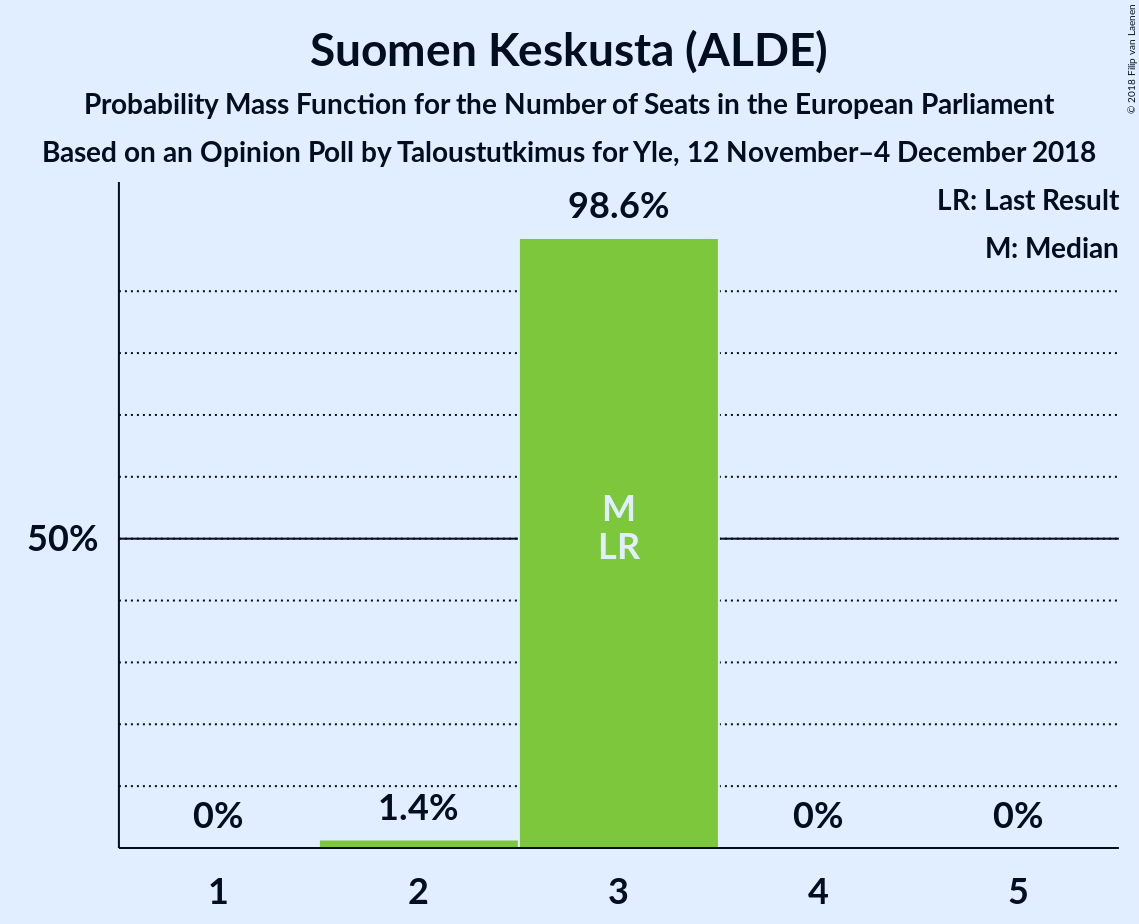 Suomen Keskusta (ALDE)
Probability Mass Function for the Number of Seats in the European Parliament
Based on an Opinion Poll by Taloustutkimus for Yle, 12 November–4 December 2018
© 2018 Filip van Laenen
LR: Last Result
M: Median
98.6%
M
LR
50%
0%
1.4%
0%
0%
1
2
3
4
5